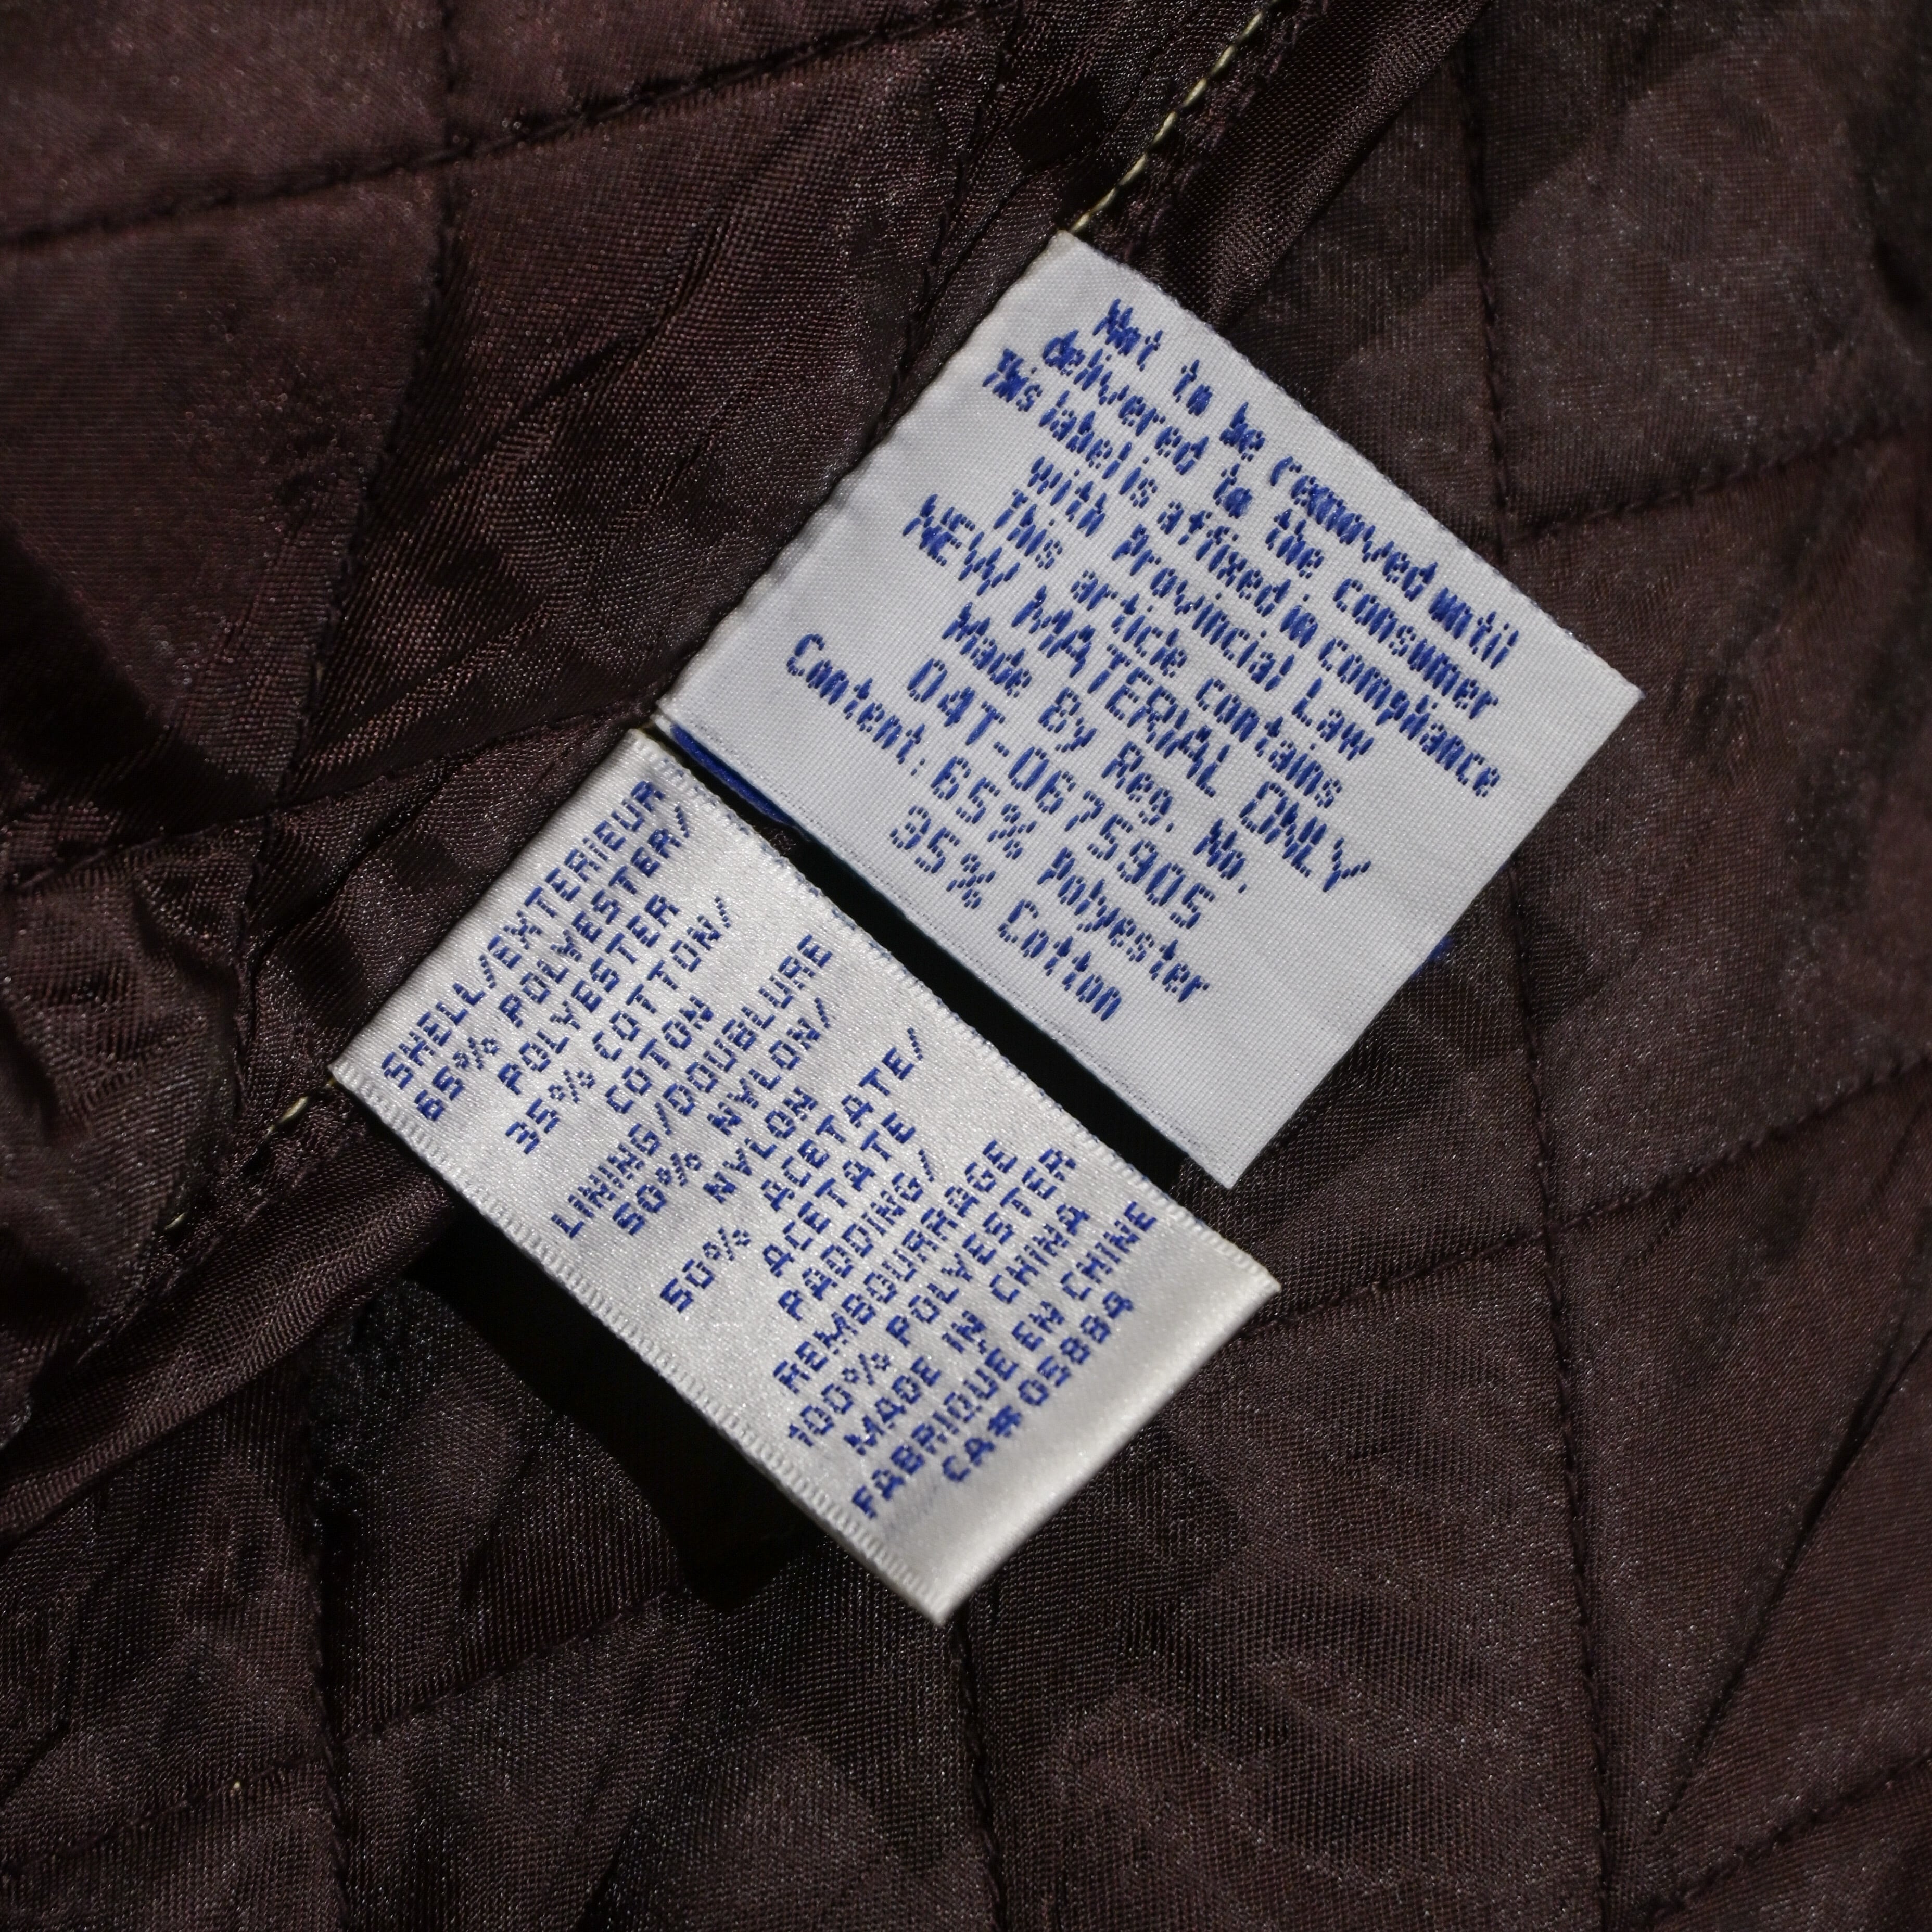 Not to be removed until
delivered to the consumer
This label is affixed in compliance
with Provincial Law
This article contains
NEW MATERIAL ONLY
Made By Reg. No.
04T-0675905
Content: 65% Polyester
35% Cotton
SHELL/EXTERIEUR
65% POLYESTER/
POLYESTER
35% COTTON/
COTON
LINING/DOUBLURE
50% NYLON/
NYLON
50% ACETATE/
ACETATE
PADDING/
REMBOURRAGE
100% POLYESTER
MADE IN CHINA
FABRIQUE EN CHINE
CA# 05884